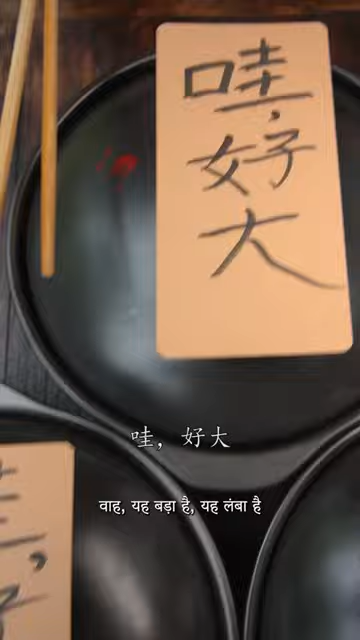 哇,
好
大
哇，好大
वाह, यह बड़ा है, यह लंबा है